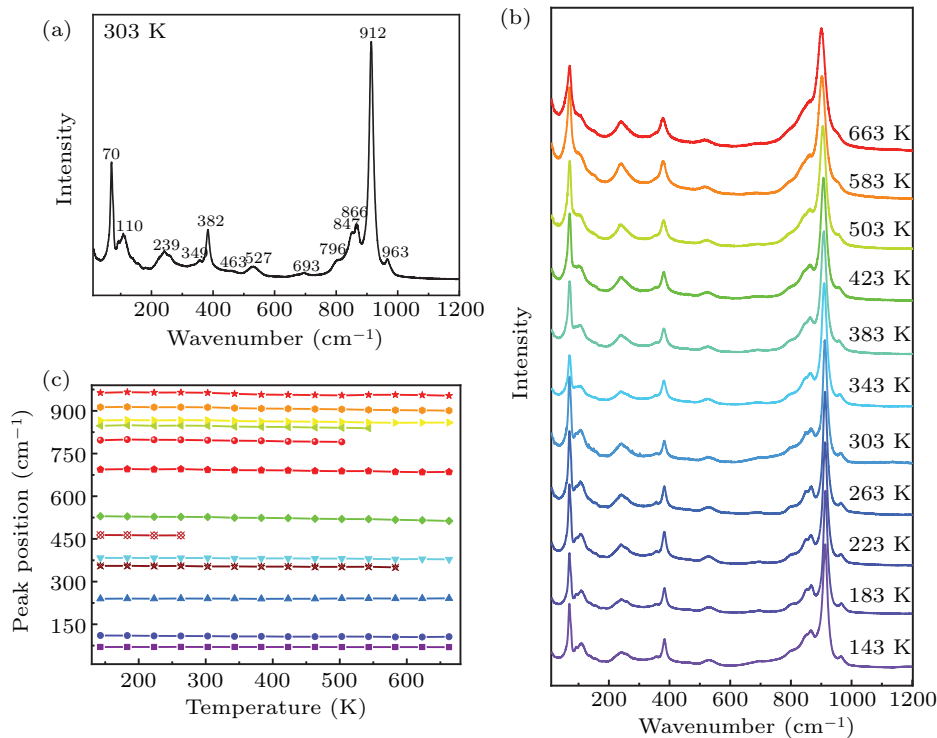 (a)
303 K
912
70
110
239
349
382
463
527
693
796
847
866
963
Intensity
200 400 600 800 1000 1200
Wavenumber (cm⁻¹)
(b)
663 K
583 K
503 K
423 K
383 K
343 K
303 K
263 K
223 K
183 K
143 K
Intensity
200 400 600 800 1000 1200
Wavenumber (cm⁻¹)
(c)
900
750
600
450
350
150
Peak position (cm⁻¹)
200 300 400 500 600
Temperature (K)